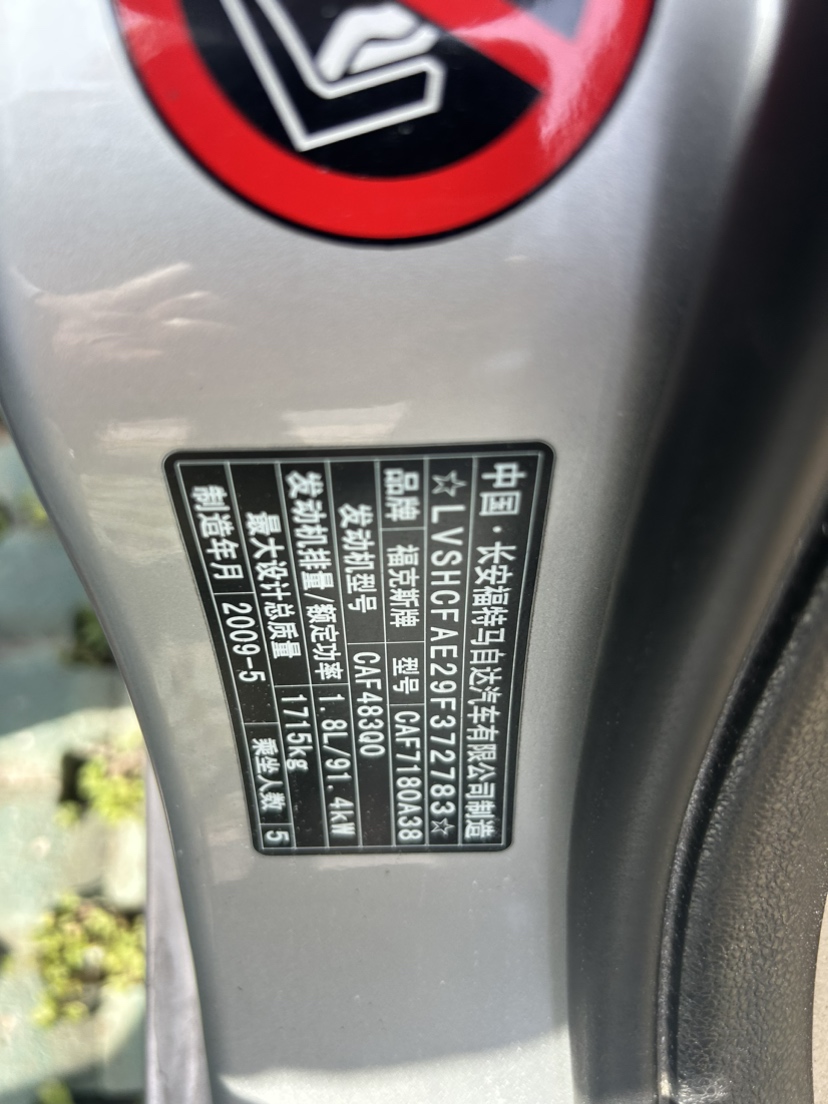 中国·长安福特马自达汽车有限公司制造
☆LVSHCFAE29F372783☆
品牌 福克斯牌 型号 CAF7180A38
发动机型号 CAF483Q0
发动机排量/额定功率 1.8L/91.4kW
最大设计总质量 1715kg
制造年月 2009-5 乘坐人数 5